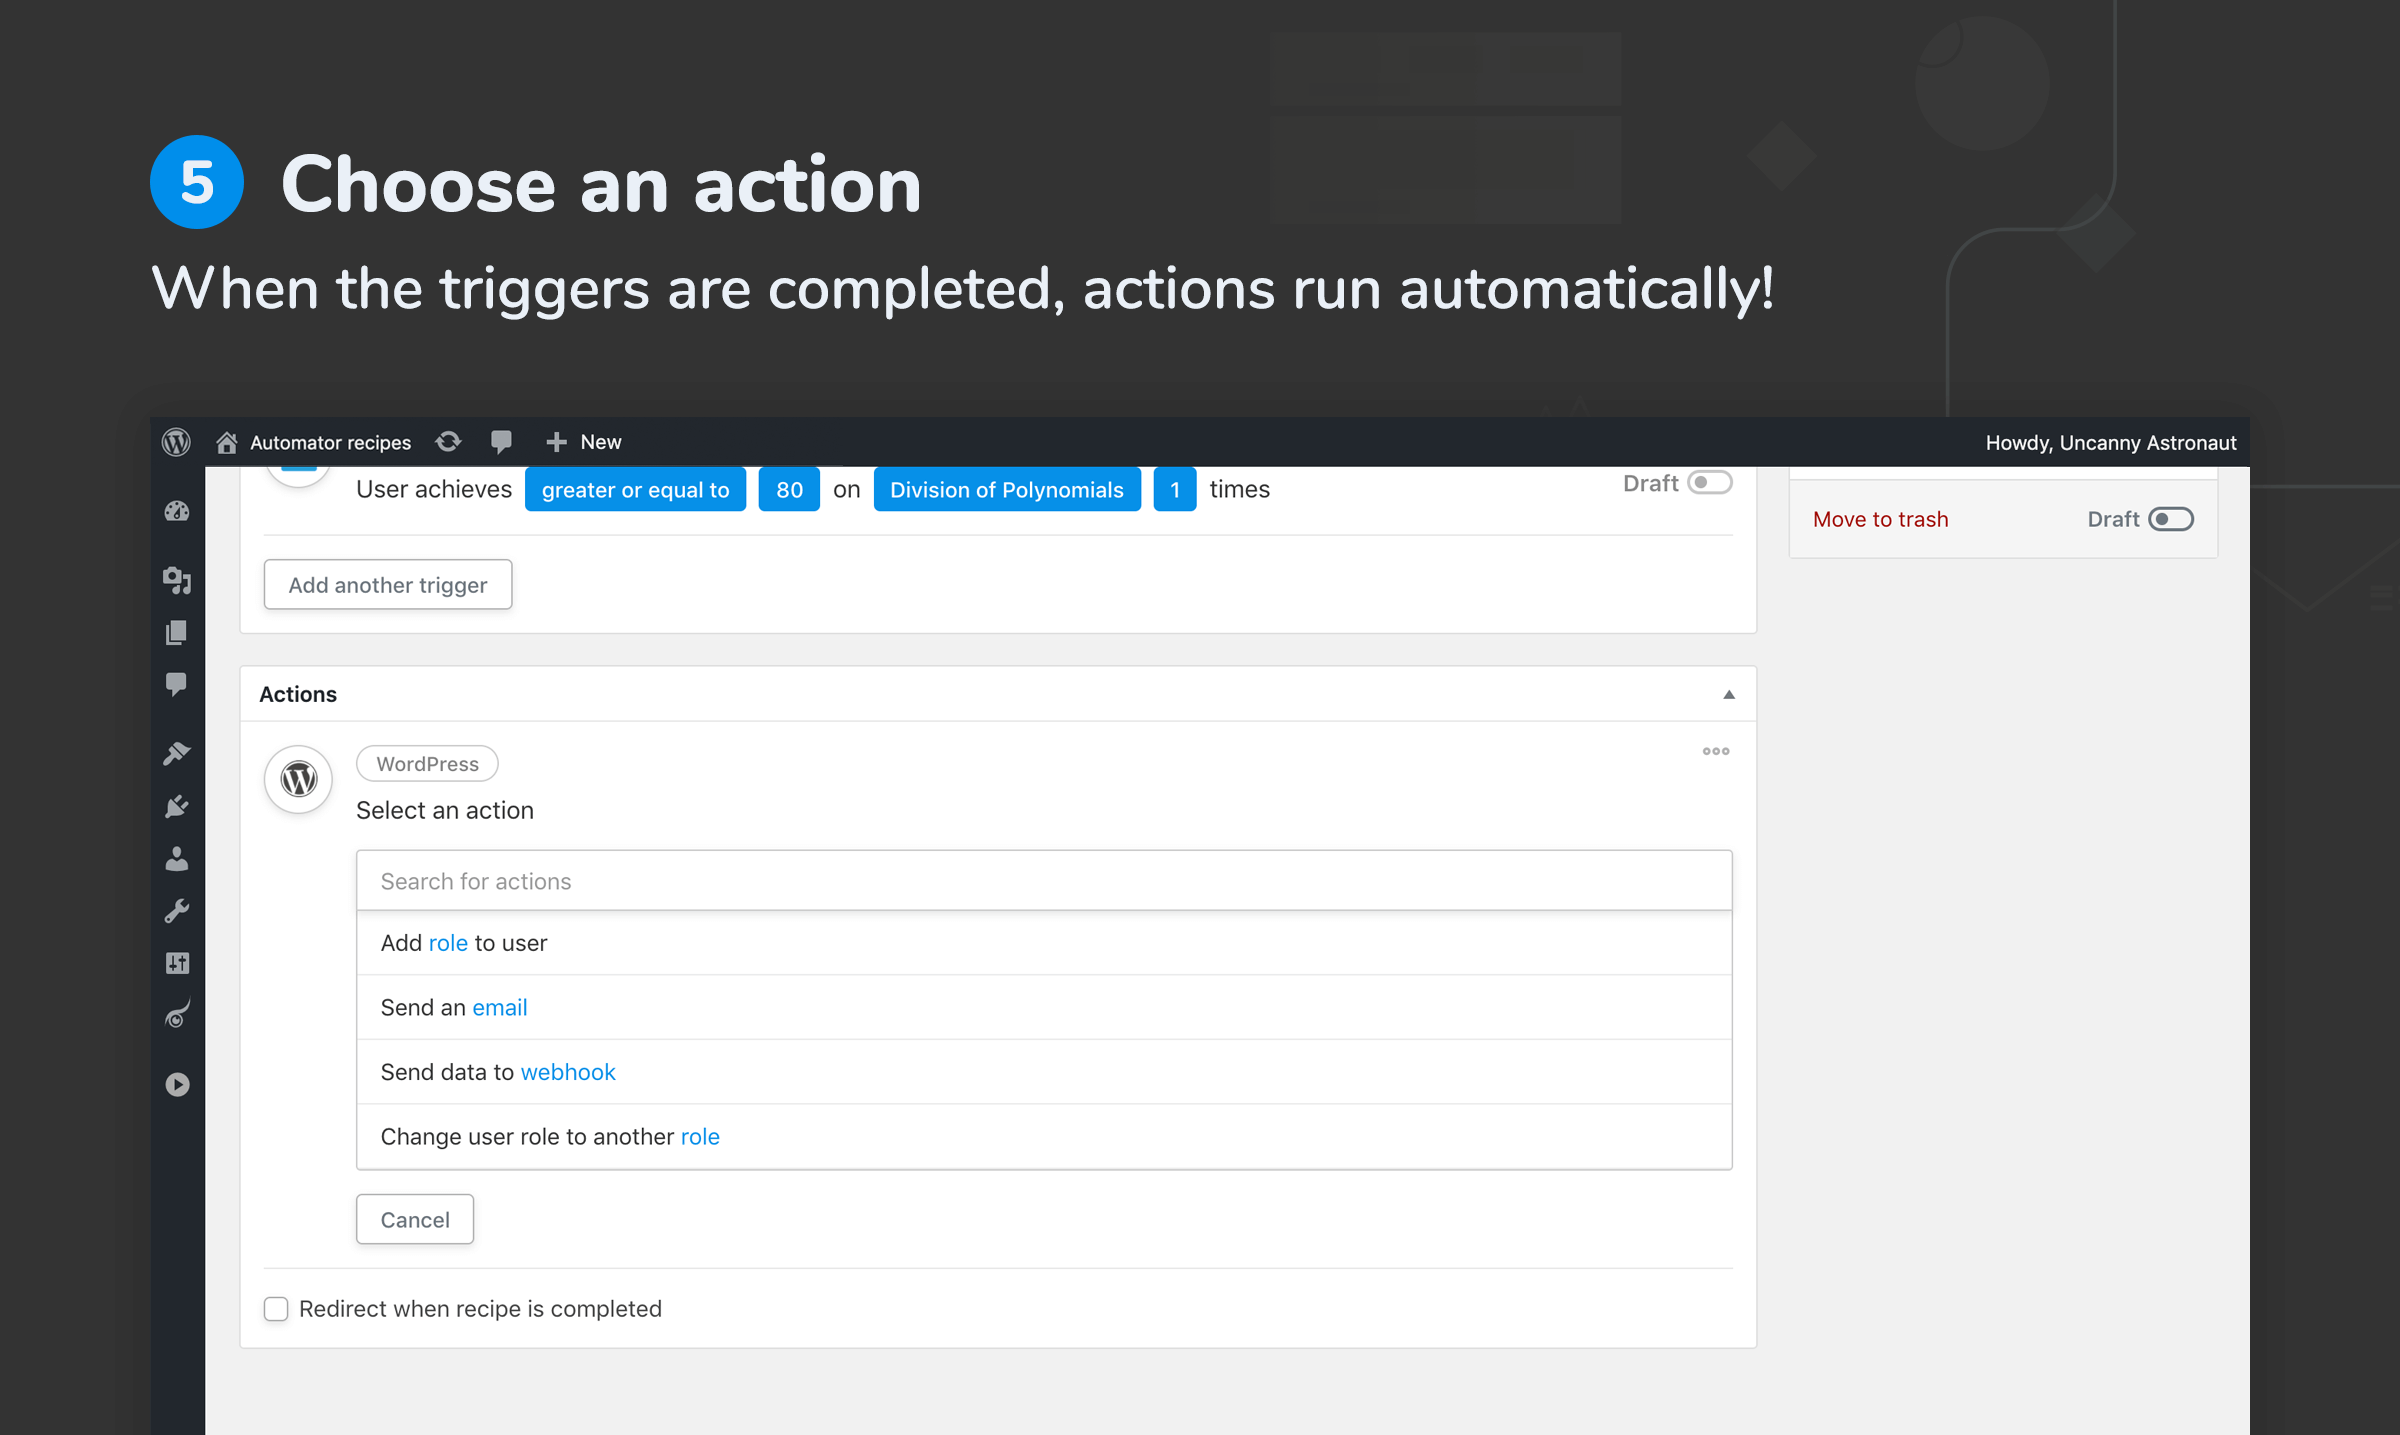 5 Choose an action
When the triggers are completed, actions run automatically!
Automator recipes New Howdy, Uncanny Astronaut
User achieves greater or equal to 80 on Division of Polynomials 1 times Draft
Move to trash Draft
Add another trigger
Actions
WordPress
Select an action
Search for actions
Add role to user
Send an email
Send data to webhook
Change user role to another role
Cancel
Redirect when recipe is completed